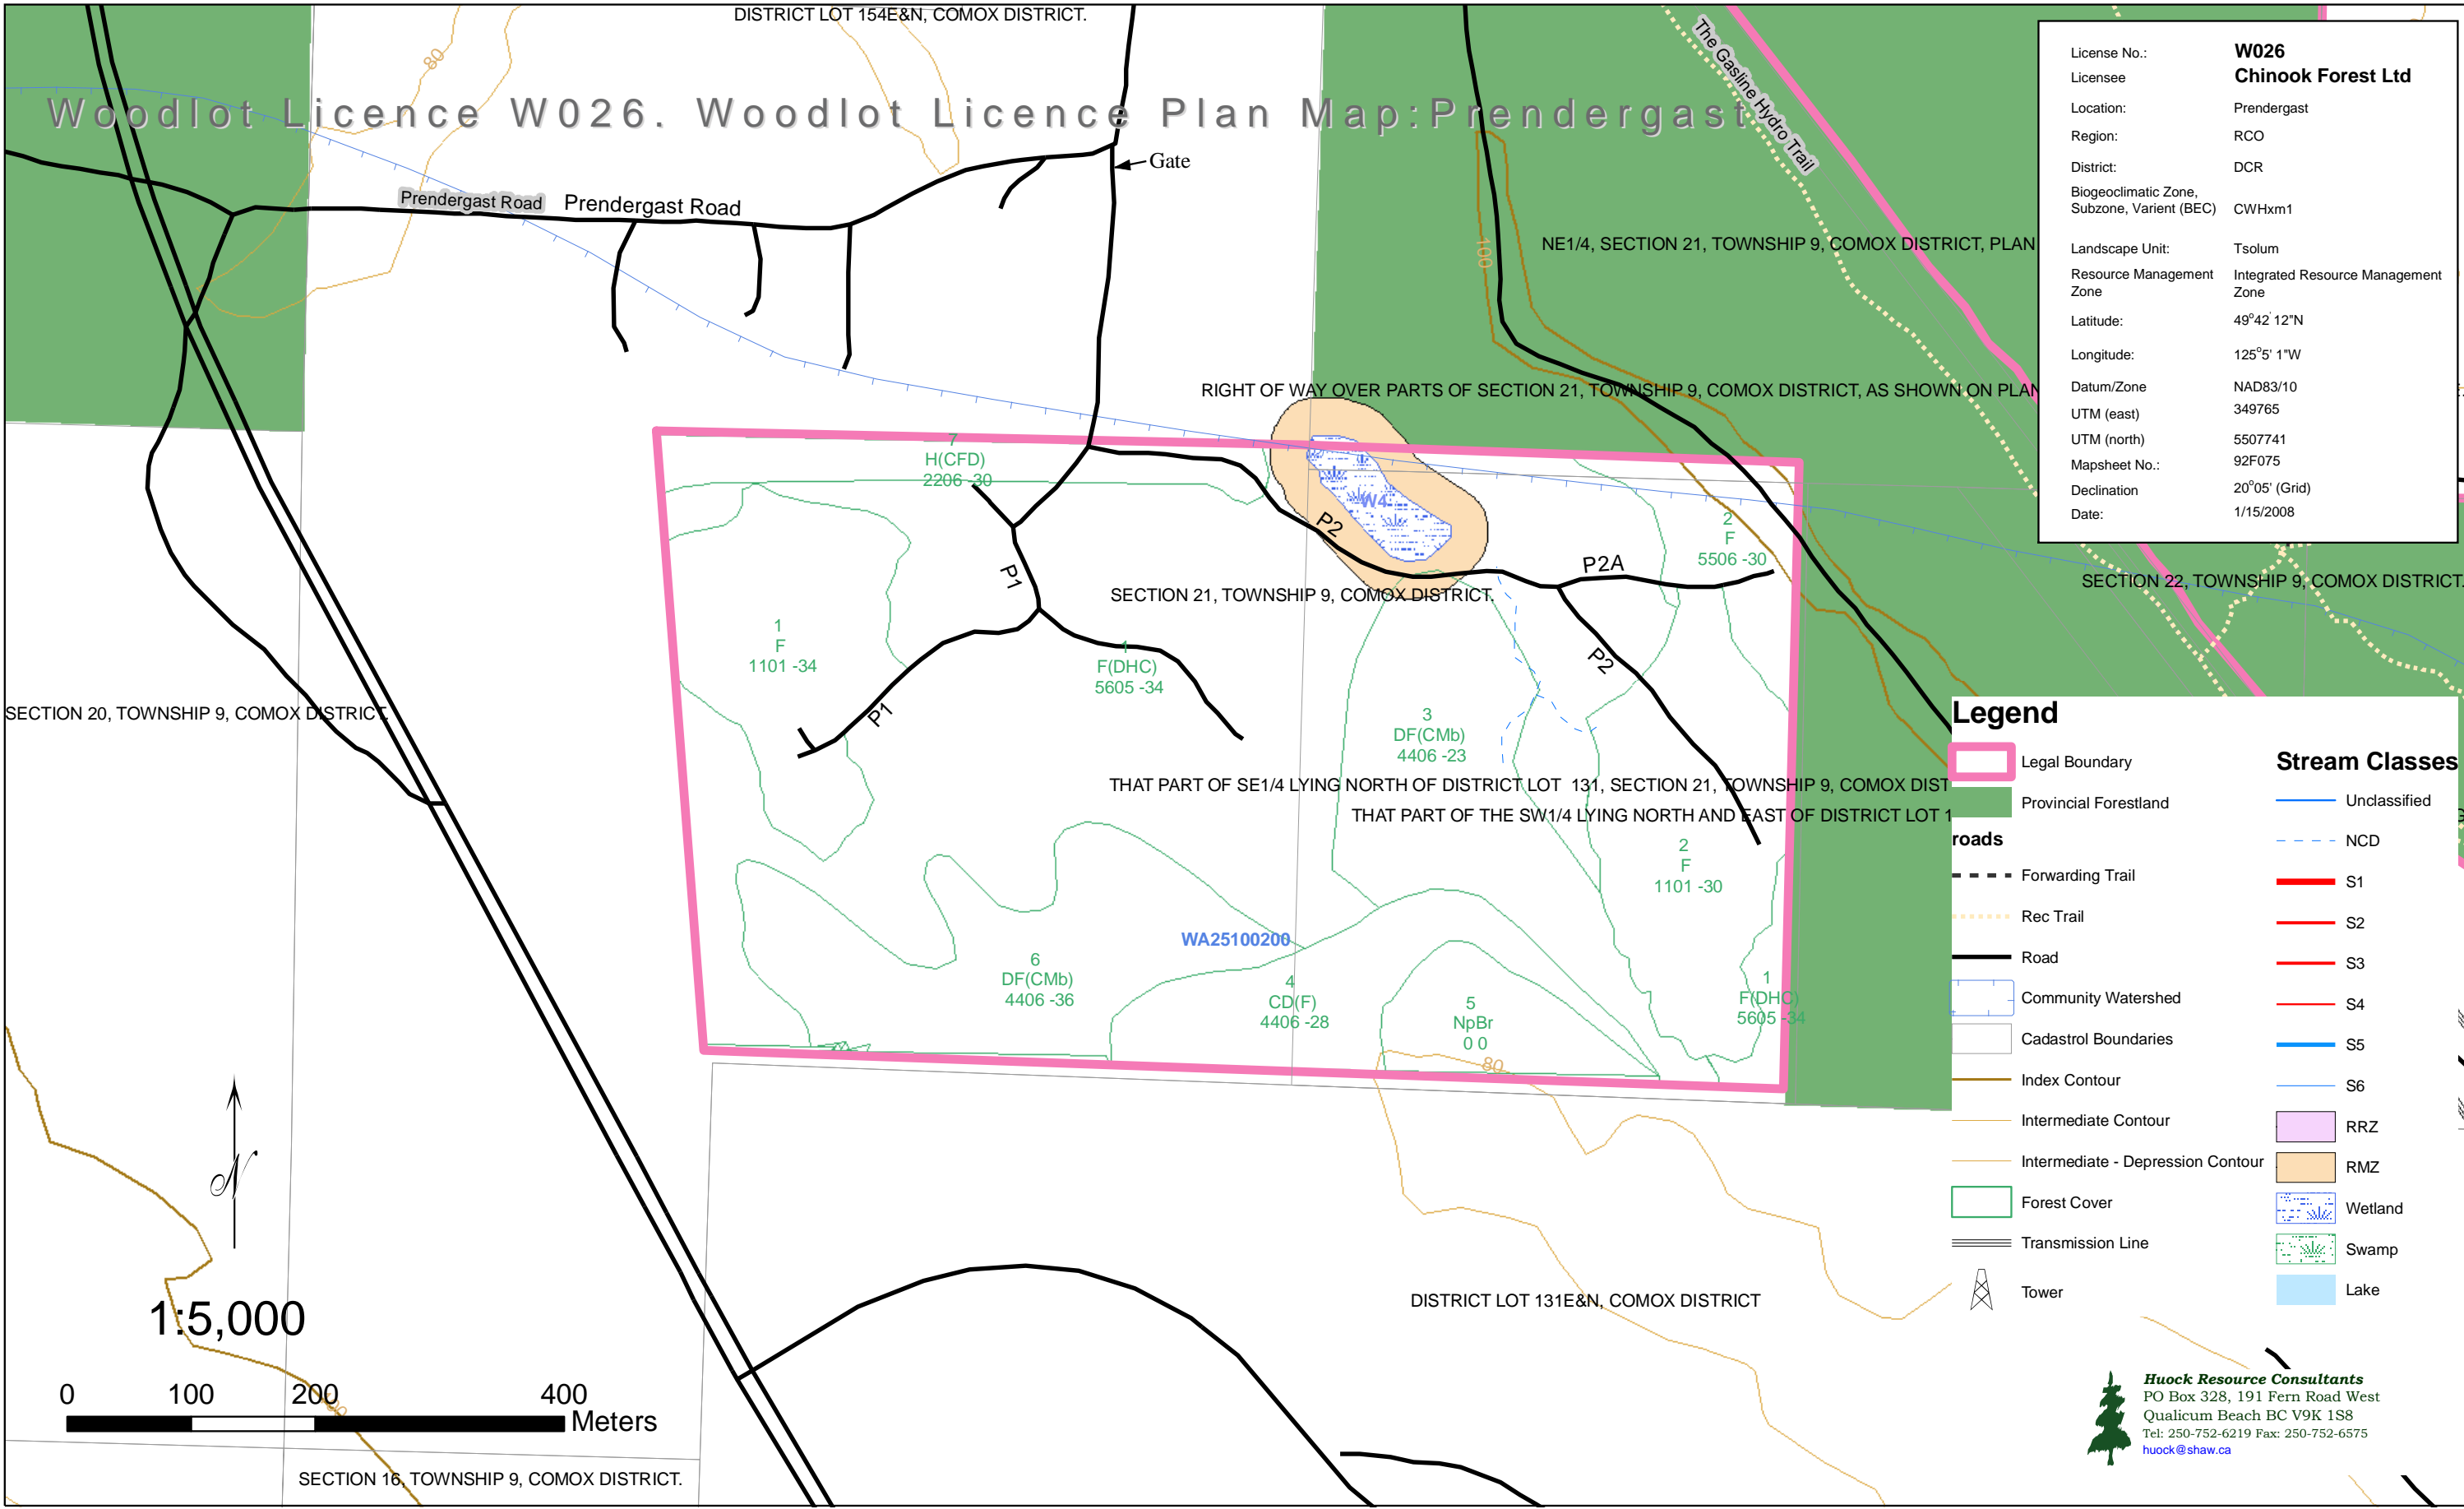 DISTRICT LOT 154E&N, COMOX DISTRICT.
80
Woodlot Licence W026. Woodlot Licence Plan Map:Prendergast
The Gasline Hydro Trail
Gate
Prendergast Road
Prendergast Road
100
NE1/4, SECTION 21, TOWNSHIP 9, COMOX DISTRICT, PLAN
RIGHT OF WAY OVER PARTS OF SECTION 21, TOWNSHIP 9, COMOX DISTRICT, AS SHOWN ON PLAN
License No.: W026
Licensee Chinook Forest Ltd
Location: Prendergast
Region: RCO
District: DCR
Biogeoclimatic Zone,
Subzone, Varient (BEC) CWHxm1
Landscape Unit: Tsolum
Resource Management Integrated Resource Management
Zone Zone
Latitude: 49°42'12"N
Longitude: 125°5' 1"W
Datum/Zone NAD83/10
UTM (east) 349765
UTM (north) 5507741
Mapsheet No.: 92F075
Declination 20°05' (Grid)
Date: 1/15/2008
7
H(CFD)
2206 -30
W4
P2
2
F
5506 -30
P2A
P1
SECTION 21, TOWNSHIP 9, COMOX DISTRICT.
SECTION 22, TOWNSHIP 9, COMOX DISTRICT.
1
F
1101 -34
1
F(DHC)
5605 -34
P2
P1
SECTION 20, TOWNSHIP 9, COMOX DISTRICT.
3
DF(CMb)
4406 -23
THAT PART OF SE1/4 LYING NORTH OF DISTRICT LOT 131, SECTION 21, TOWNSHIP 9, COMOX DIST
THAT PART OF THE SW1/4 LYING NORTH AND EAST OF DISTRICT LOT 1
2
F
1101 -30
WA25100200
6
DF(CMb)
4406 -36
4
CD(F)
4406 -28
5
NpBr
0 0
1
F(DHC)
5605 -34
80
Legend
Legal Boundary
Provincial Forestland
roads
Forwarding Trail
Rec Trail
Road
Community Watershed
Cadastrol Boundaries
Index Contour
Intermediate Contour
Intermediate - Depression Contour
Forest Cover
Transmission Line
Tower
Stream Classes
Unclassified
NCD
S1
S2
S3
S4
S5
S6
RRZ
RMZ
Wetland
Swamp
Lake
N
1:5,000
0 100 200 400
Meters
DISTRICT LOT 131E&N, COMOX DISTRICT
SECTION 16, TOWNSHIP 9, COMOX DISTRICT.
Huock Resource Consultants
PO Box 328, 191 Fern Road West
Qualicum Beach BC V9K 1S8
Tel: 250-752-6219 Fax: 250-752-6575
huock@shaw.ca